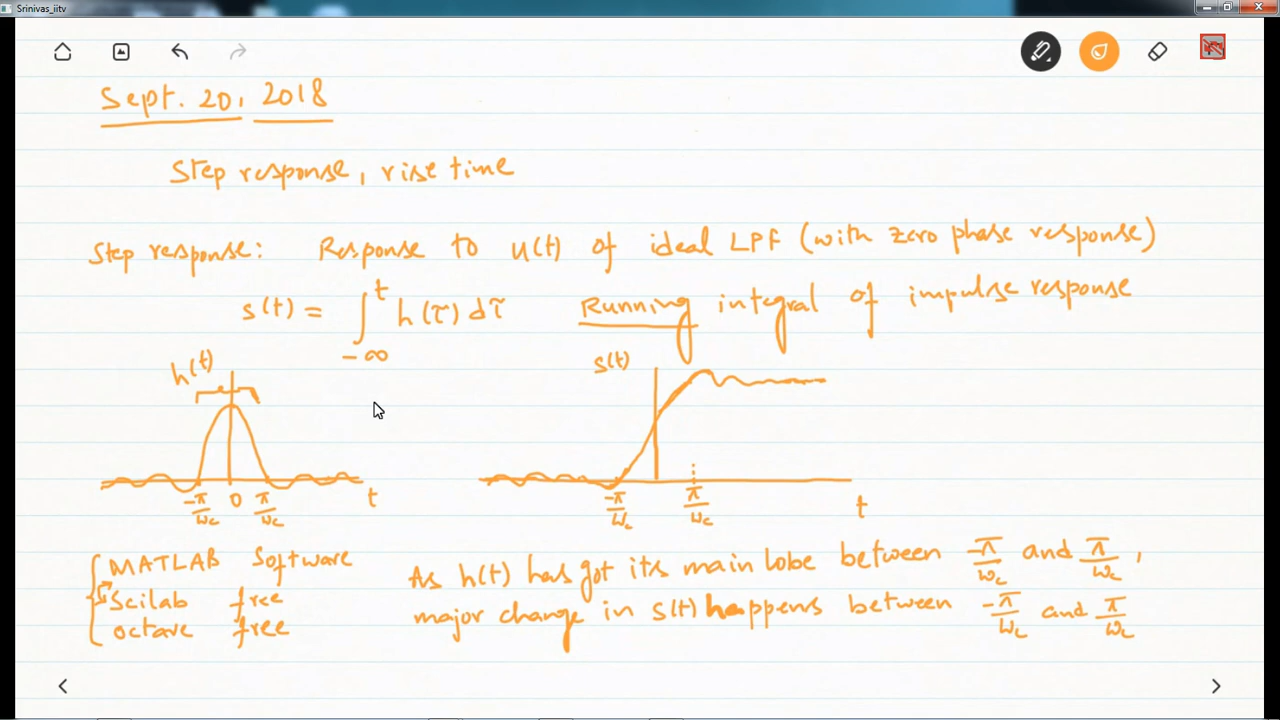 Srinivas_iitv
Sept. 20, 2018
Step response, rise time
Step response: Response to u(t) of ideal LPF (with zero phase response)
s(t) = ∫_{-∞}^{t} h(τ) dτ Running integral of impulse response
h(t)
-π/ωc 0 π/ωc t
s(t)
-π/ωc π/ωc t
MATLAB Software
Scilab free
octave free
As h(t) has got its main lobe between -π/ωc and π/ωc,
major change in s(t) happens between -π/ωc and π/ωc